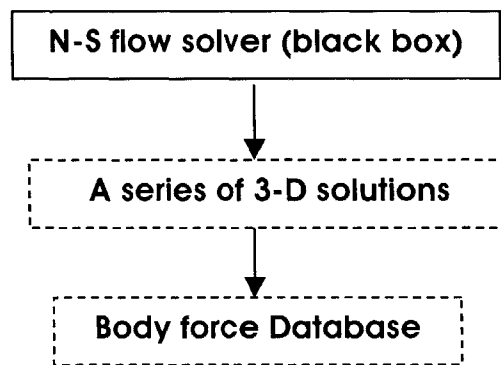 N-S flow solver (black box)
A series of 3-D solutions
Body force Database